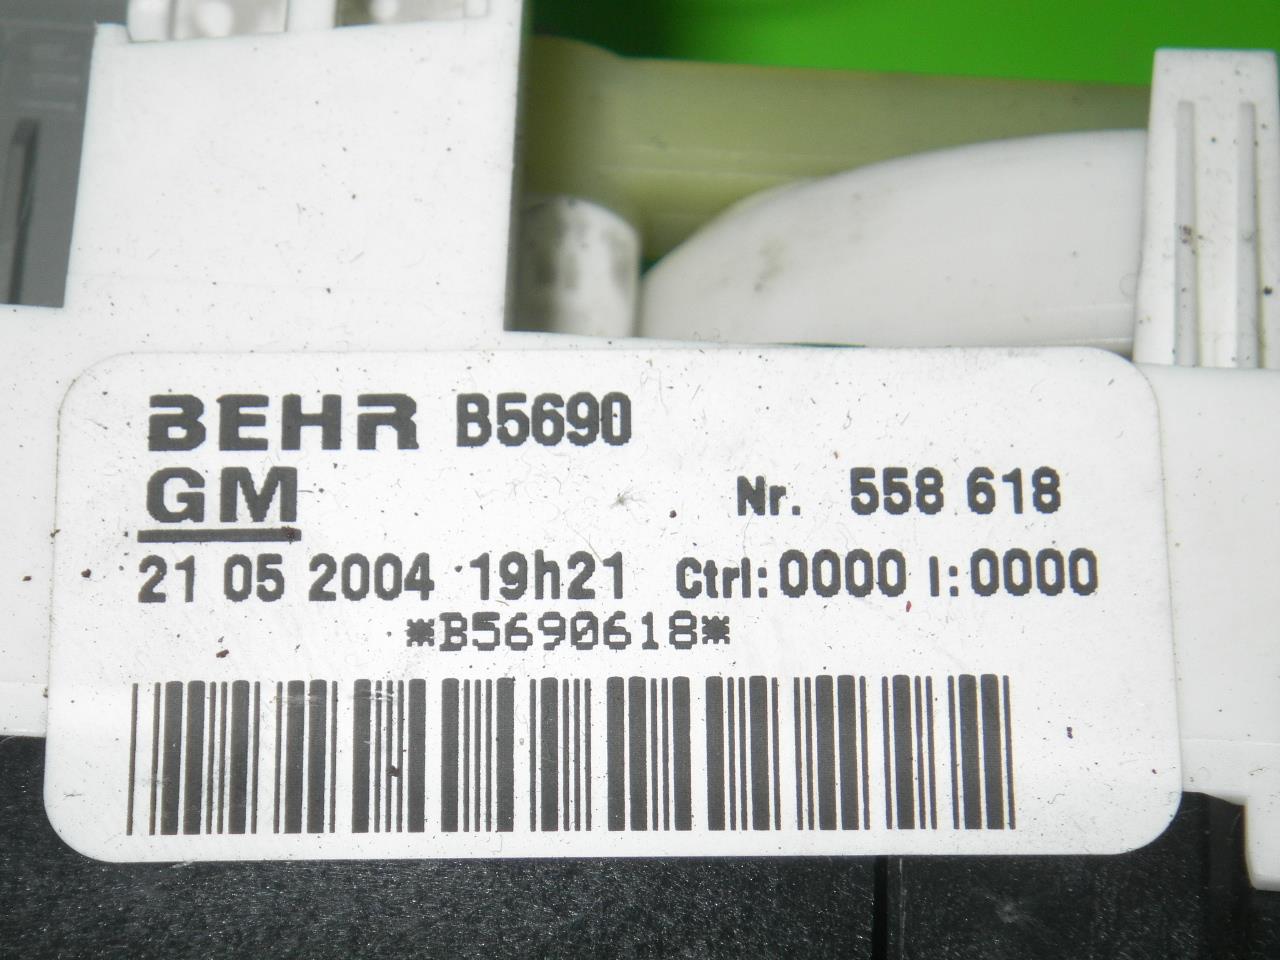 BEHR B5690
GM Nr. 558 618
21 05 2004 19h21 Ctrl:0000 I:0000
*B5690618*